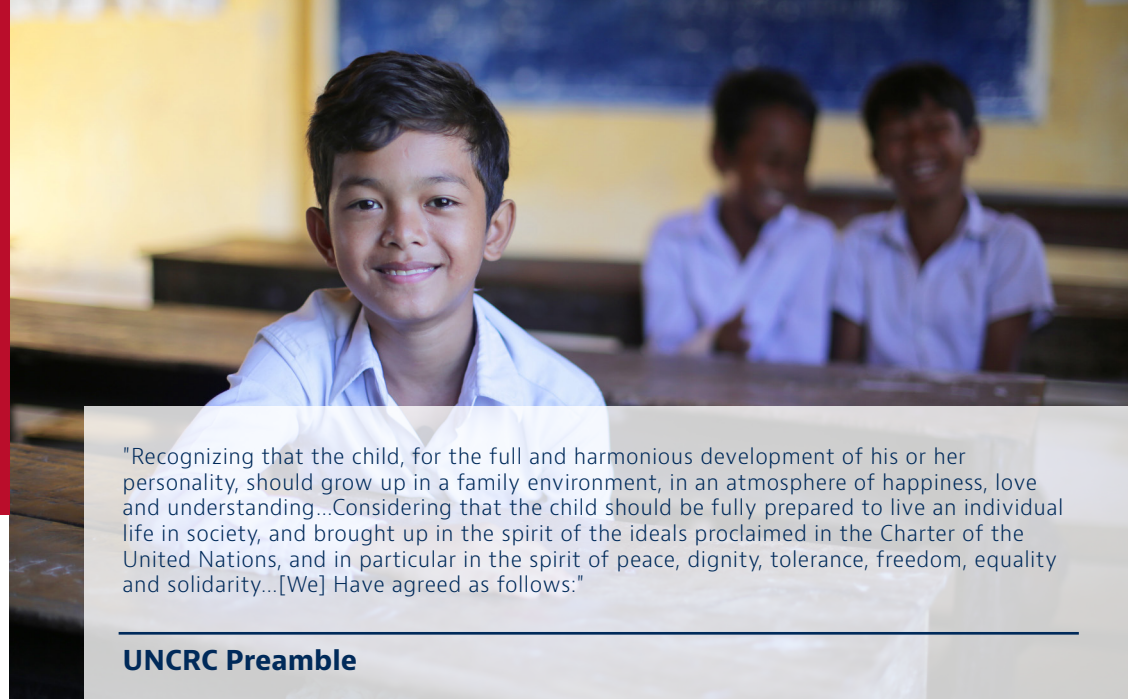 "Recognizing that the child, for the full and harmonious development of his or her
personality, should grow up in a family environment, in an atmosphere of happiness, love
and understanding...Considering that the child should be fully prepared to live an individual
life in society, and brought up in the spirit of the ideals proclaimed in the Charter of the
United Nations, and in particular in the spirit of peace, dignity, tolerance, freedom, equality
and solidarity...[We] Have agreed as follows:"
UNCRC Preamble